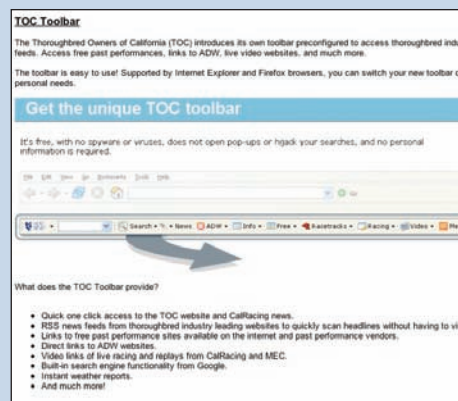 TOC Toolbar
The Thoroughbred Owners of California (TOC) introduces its own toolbar preconfigured to access thoroughbred
feeds. Access free past performances, links to ADW, live video websites, and much more.
The toolbar is easy to use! Supported by Internet Explorer and Firefox browsers, you can switch your new toolbar
personal needs.
Get the unique TOC toolbar
It's free, with no spyware or viruses, does not open pop-ups or hijack your searches, and no personal
information is required.
File Edit View Go Bookmarks Tools Help
Search News ADW Info Free Racetracks Racing Video
What does the TOC Toolbar provide?
• Quick one click access to the TOC website and CalRacing news.
• RSS news feeds from thoroughbred industry leading websites to quickly scan headlines without having to
• Links to free past performance sites available on the internet and past performance vendors.
• Direct links to ADW websites.
• Video links of live racing and replays from CalRacing and MEC.
• Built-in search engine functionality from Google.
• Instant weather reports.
• And much more!